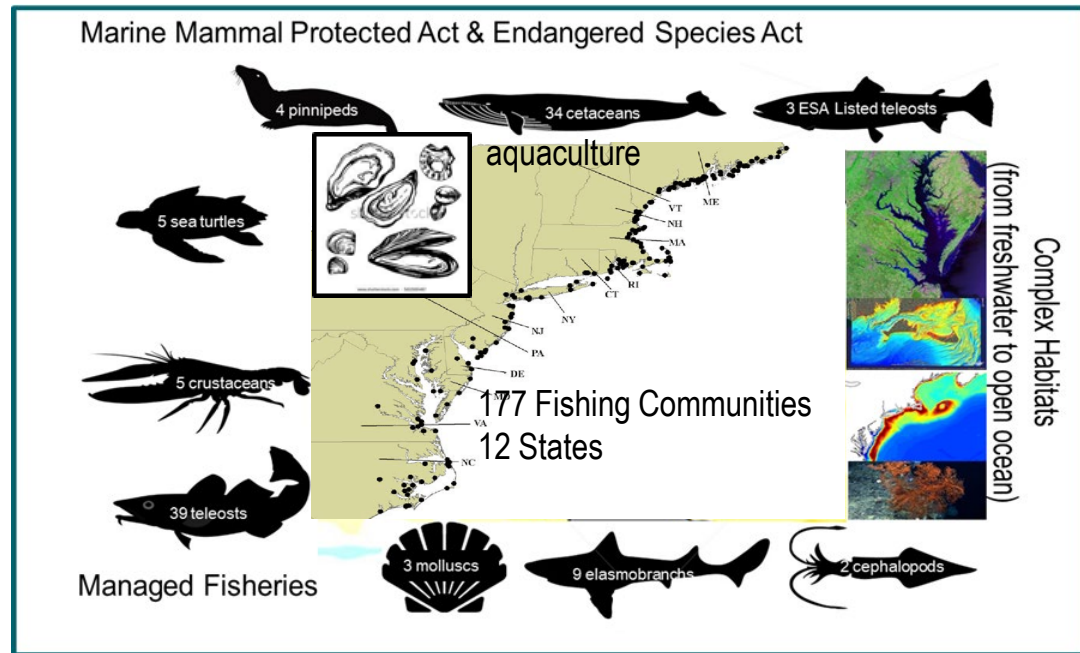 Marine Mammal Protected Act & Endangered Species Act
4 pinnipeds
34 cetaceans
3 ESA Listed teleosts
aquaculture
5 sea turtles
VT
ME
NH
MA
RI
CT
NY
NJ
PA
DE
MD
177 Fishing Communities
12 States
VA
NC
Complex Habitats
(from freshwater to open ocean)
5 crustaceans
39 teleosts
3 molluscs
9 elasmobranchs
2 cephalopods
Managed Fisheries